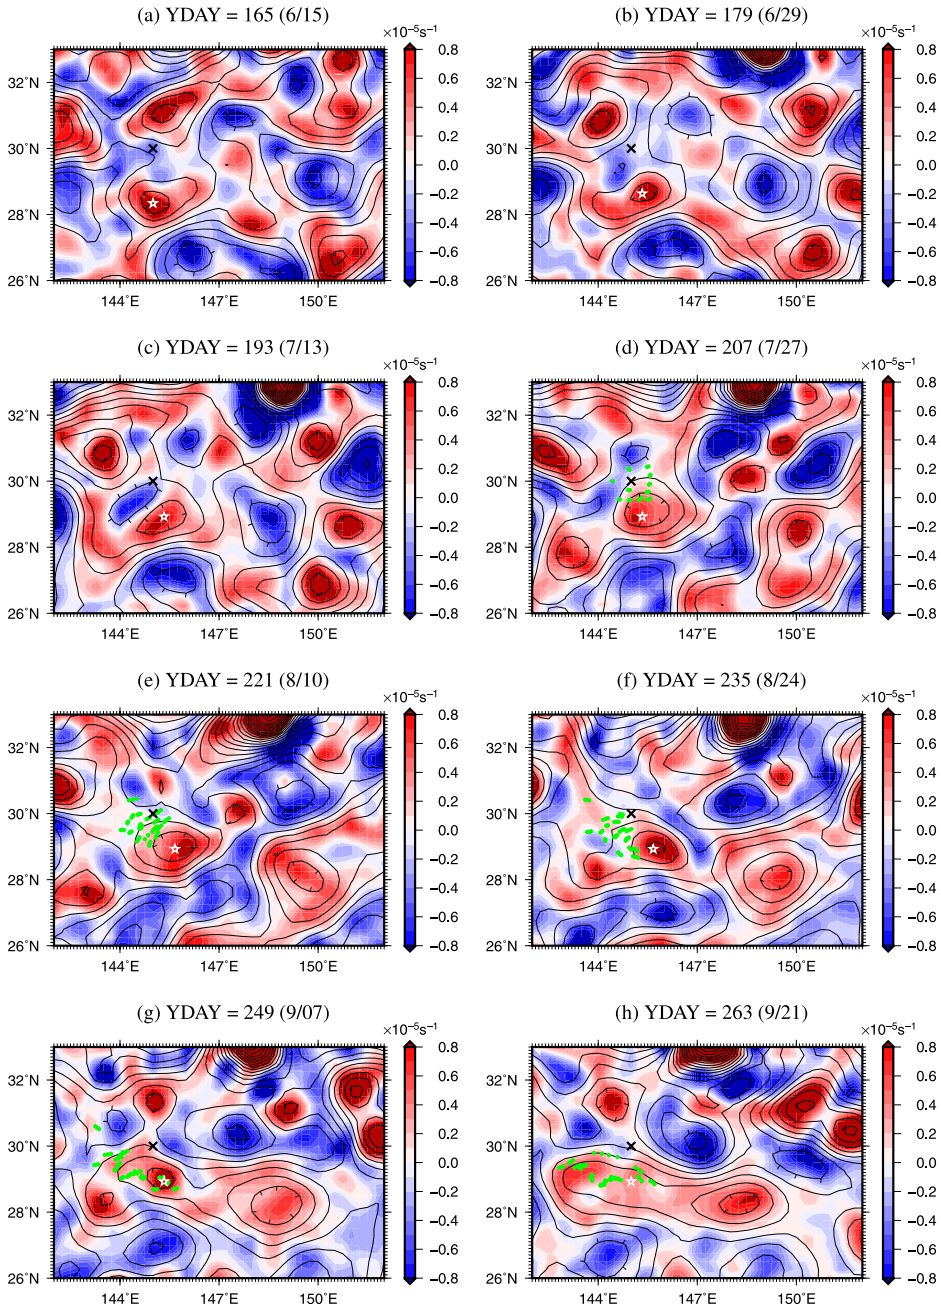 (a) YDAY = 165 (6/15)
×10⁻⁵s⁻¹
32˚N
30˚N
28˚N
26˚N
144˚E 147˚E 150˚E
0.8
0.6
0.4
0.2
0.0
−0.2
−0.4
−0.6
−0.8
(b) YDAY = 179 (6/29)
×10⁻⁵s⁻¹
32˚N
30˚N
28˚N
26˚N
144˚E 147˚E 150˚E
0.8
0.6
0.4
0.2
0.0
−0.2
−0.4
−0.6
−0.8
(c) YDAY = 193 (7/13)
×10⁻⁵s⁻¹
32˚N
30˚N
28˚N
26˚N
144˚E 147˚E 150˚E
0.8
0.6
0.4
0.2
0.0
−0.2
−0.4
−0.6
−0.8
(d) YDAY = 207 (7/27)
×10⁻⁵s⁻¹
32˚N
30˚N
28˚N
26˚N
144˚E 147˚E 150˚E
0.8
0.6
0.4
0.2
0.0
−0.2
−0.4
−0.6
−0.8
(e) YDAY = 221 (8/10)
×10⁻⁵s⁻¹
32˚N
30˚N
28˚N
26˚N
144˚E 147˚E 150˚E
0.8
0.6
0.4
0.2
0.0
−0.2
−0.4
−0.6
−0.8
(f) YDAY = 235 (8/24)
×10⁻⁵s⁻¹
32˚N
30˚N
28˚N
26˚N
144˚E 147˚E 150˚E
0.8
0.6
0.4
0.2
0.0
−0.2
−0.4
−0.6
−0.8
(g) YDAY = 249 (9/07)
×10⁻⁵s⁻¹
32˚N
30˚N
28˚N
26˚N
144˚E 147˚E 150˚E
0.8
0.6
0.4
0.2
0.0
−0.2
−0.4
−0.6
−0.8
(h) YDAY = 263 (9/21)
×10⁻⁵s⁻¹
32˚N
30˚N
28˚N
26˚N
144˚E 147˚E 150˚E
0.8
0.6
0.4
0.2
0.0
−0.2
−0.4
−0.6
−0.8